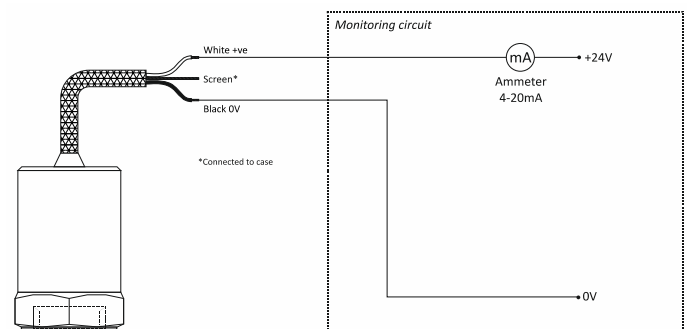 Monitoring circuit
White +ve
mA
+24V
Screen*
Ammeter
4-20mA
Black 0V
*Connected to case
0V